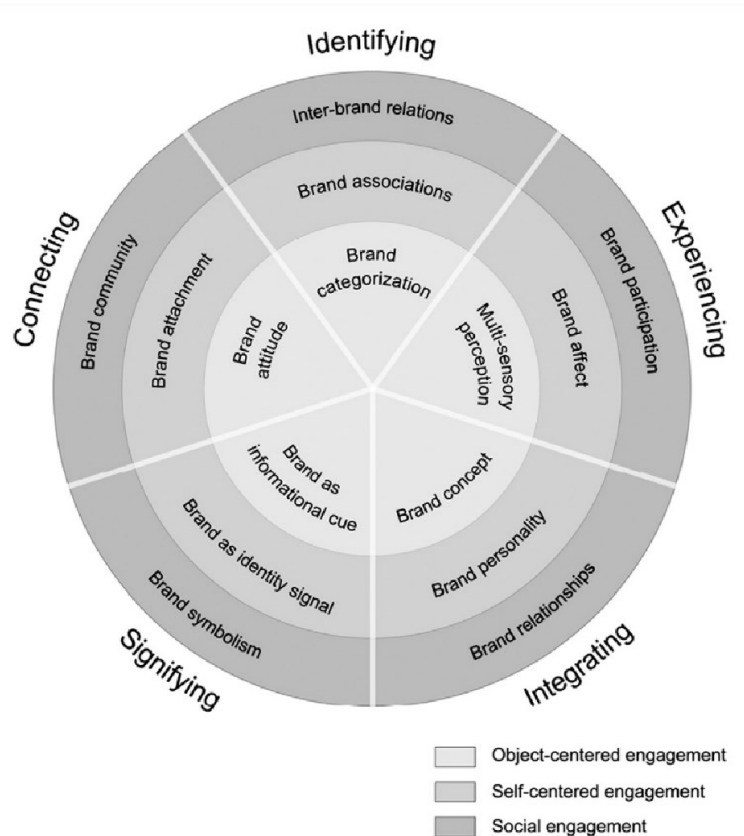 Identifying
Inter-brand relations
Brand associations
Brand
categorization
Experiencing
Brand participation
Brand affect
Multi-sensory
perception
Integrating
Brand concept
Brand personality
Brand relationships
Signifying
Brand as
informational cue
Brand as identity signal
Brand symbolism
Connecting
Brand community
Brand attachment
Brand
attitude
Object-centered engagement
Self-centered engagement
Social engagement